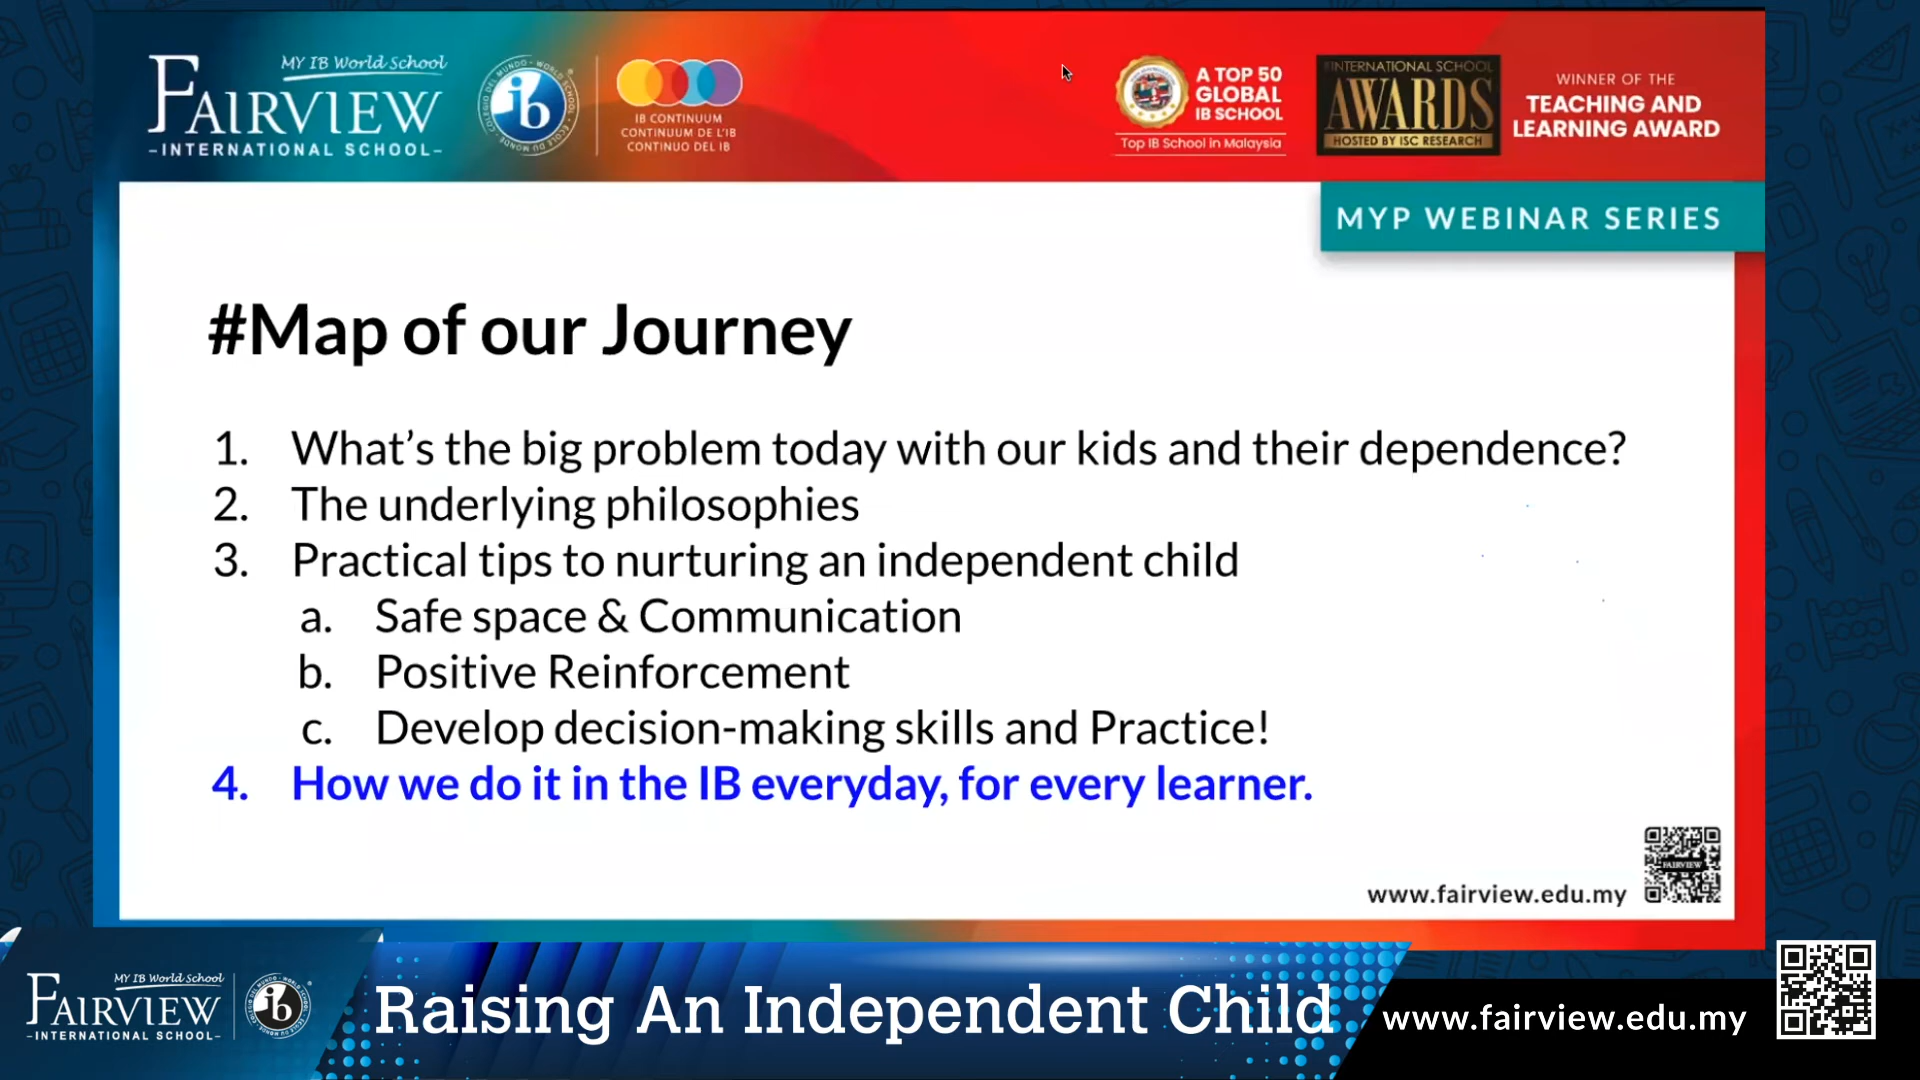 MY IB World School
FAIRVIEW
-INTERNATIONAL SCHOOL-
ib
IB CONTINUUM
CONTINUUM DE L'IB
CONTINUO DEL IB
A TOP 50
GLOBAL
IB SCHOOL
Top IB School in Malaysia
INTERNATIONAL SCHOOL
AWARDS
HOSTED BY ISC RESEARCH
WINNER OF THE
TEACHING AND
LEARNING AWARD
MYP WEBINAR SERIES
#Map of our Journey
1. What's the big problem today with our kids and their dependence?
2. The underlying philosophies
3. Practical tips to nurturing an independent child
a. Safe space & Communication
b. Positive Reinforcement
c. Develop decision-making skills and Practice!
4. How we do it in the IB everyday, for every learner.
www.fairview.edu.my
FAIRVIEW
MY IB World School
FAIRVIEW
-INTERNATIONAL SCHOOL-
ib
Raising An Independent Child
www.fairview.edu.my